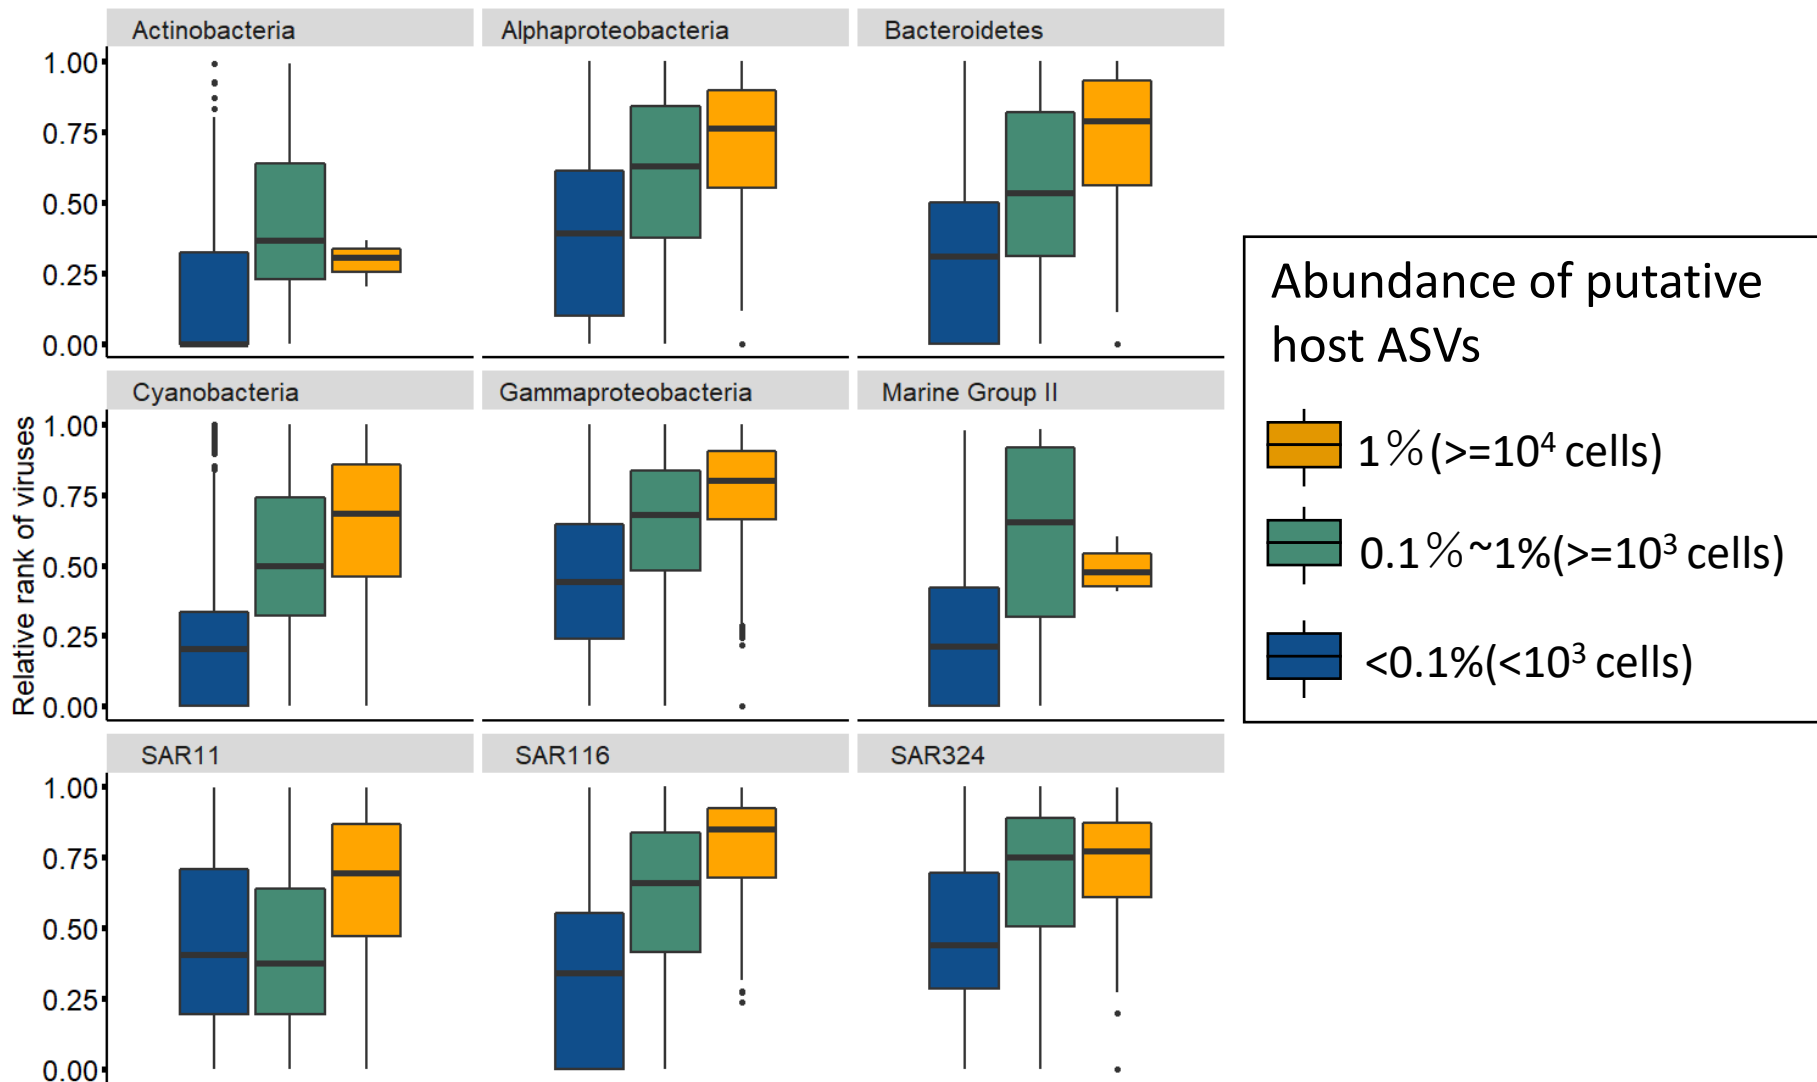 Actinobacteria
Alphaproteobacteria
Bacteroidetes
1.00
0.75
0.50
0.25
0.00
Cyanobacteria
Gammaproteobacteria
Marine Group II
Relative rank of viruses
1.00
0.75
0.50
0.25
0.00
SAR11
SAR116
SAR324
1.00
0.75
0.50
0.25
0.00
Abundance of putative
host ASVs
1%(>=10⁴ cells)
0.1%~1%(>=10³ cells)
<0.1%(<10³ cells)